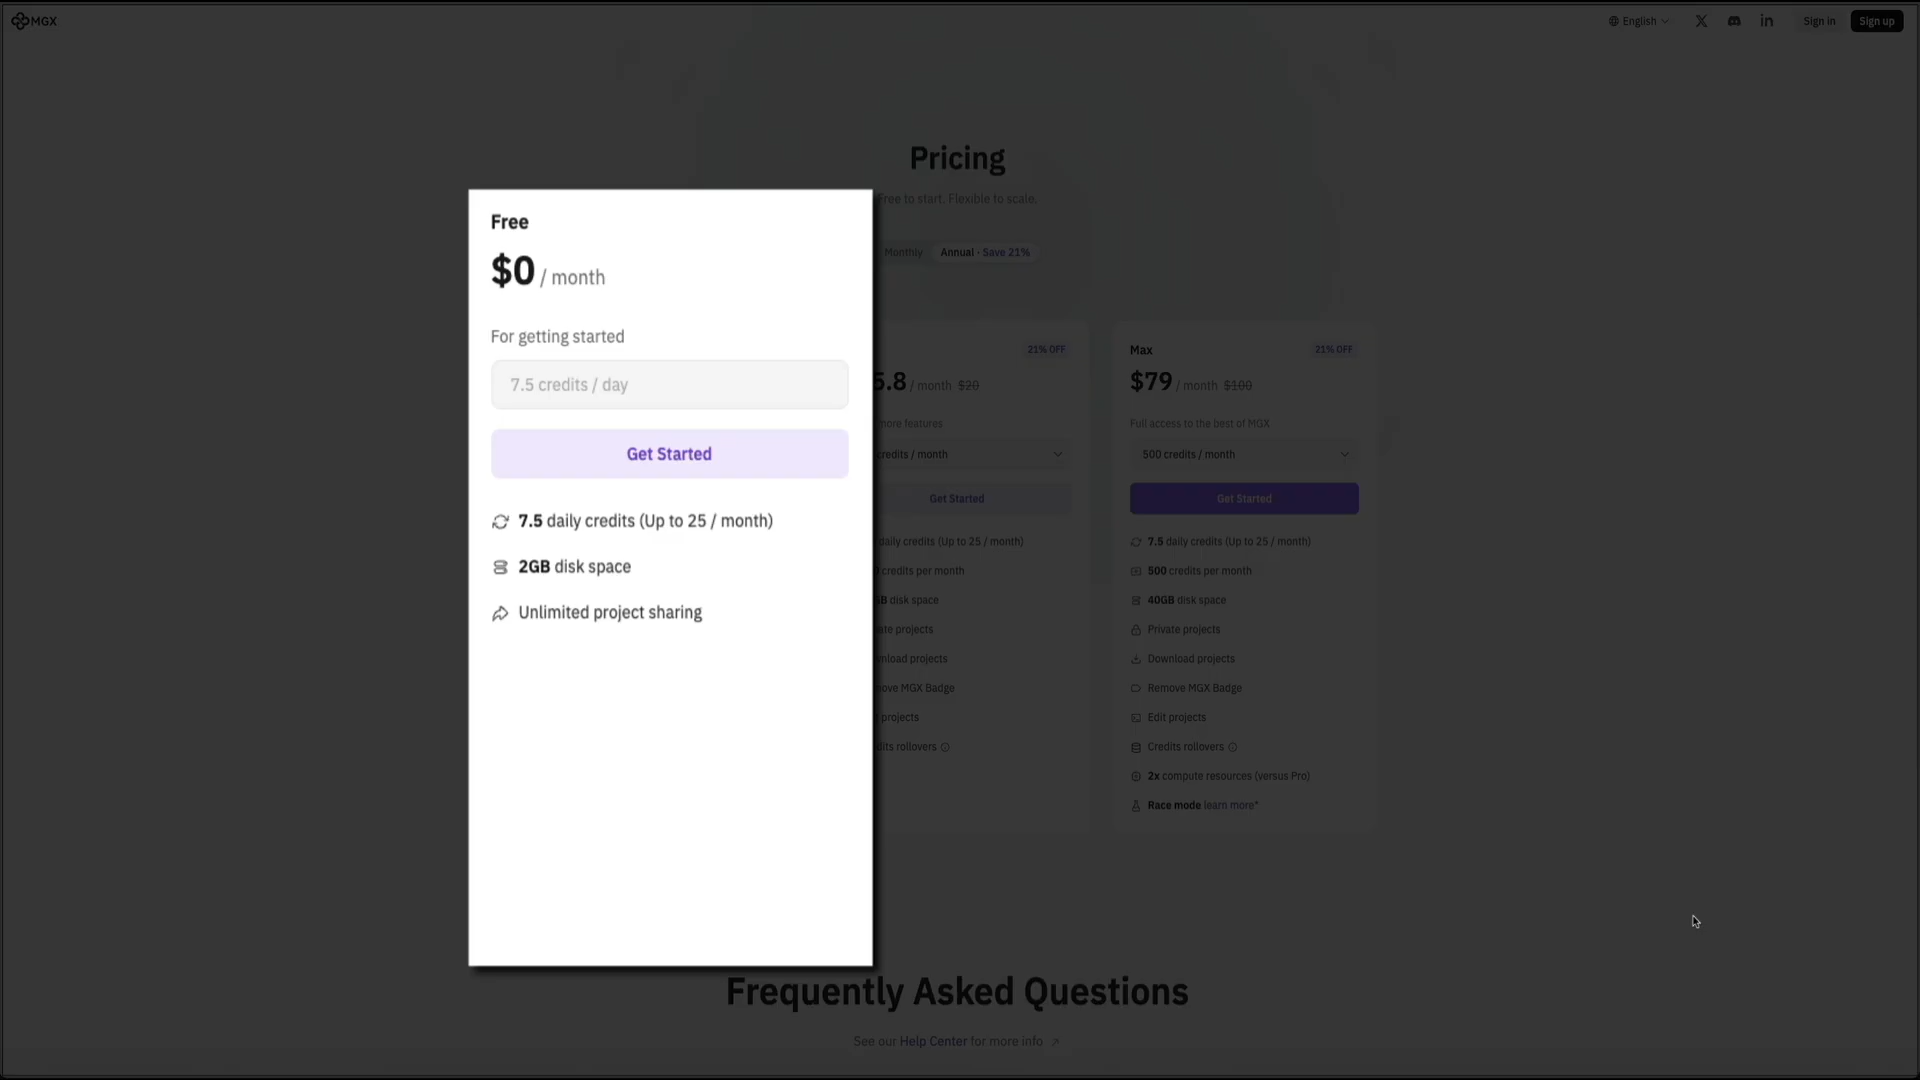 MGX
English
Sign in
Sign up
Pricing
Free to start. Flexible to scale.
Monthly
Annual · Save 21%
Free
$0 / month
For getting started
7.5 credits / day
Get Started
7.5 daily credits (Up to 25 / month)
2GB disk space
Unlimited project sharing
21% OFF
5.8 / month $20
more features
credits / month
Get Started
daily credits (Up to 25 / month)
credits per month
disk space
projects
projects
MGX Badge
projects
rollovers
Max
21% OFF
$79 / month $100
Full access to the best of MGX
500 credits / month
Get Started
7.5 daily credits (Up to 25 / month)
500 credits per month
40GB disk space
Private projects
Download projects
Remove MGX Badge
Edit projects
Credits rollovers
2x compute resources (versus Pro)
Race mode learn more*
Frequently Asked Questions
See our Help Center for more info ↗